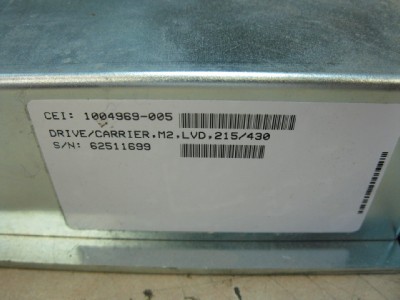 CEI: 1004969-005
DRIVE/CARRIER,M2,LVD,215/430
S/N: 62511699